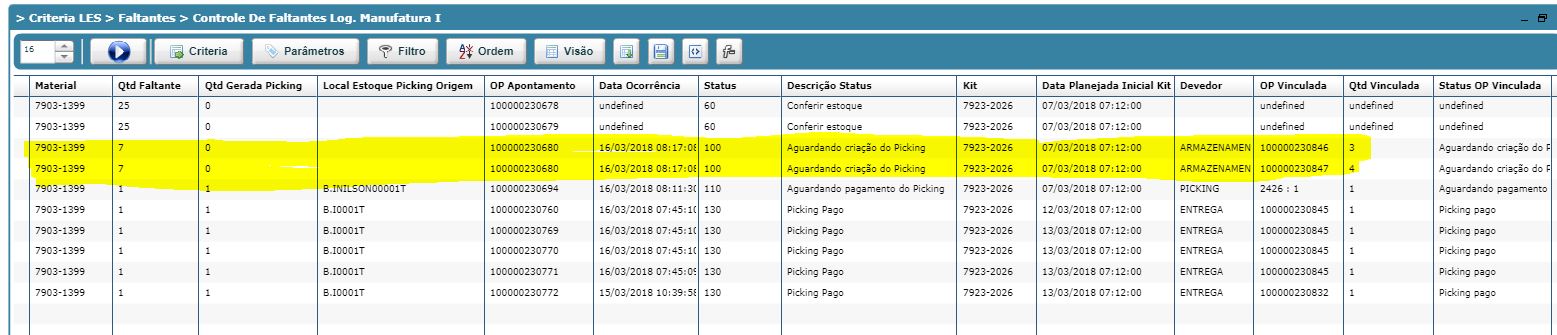 > Criteria LES > Faltantes > Controle De Faltantes Log. Manufatura I
16 Criteria Parâmetros Filtro Ordem Visão
Material Qtd Faltante Qtd Gerada Picking Local Estoque Picking Origem OP Apontamento Data Ocorrência Status Descrição Status Kit Data Planejada Inicial Kit Devedor OP Vinculada Qtd Vinculada Status OP Vinculada
7903-1399 25 0 100000230678 undefined 60 Conferir estoque 7923-2026 07/03/2018 07:12:00 undefined undefined undefined
7903-1399 25 0 100000230679 undefined 60 Conferir estoque 7923-2026 07/03/2018 07:12:00 undefined undefined undefined
7903-1399 7 0 100000230680 16/03/2018 08:17:08 100 Aguardando criação do Picking 7923-2026 07/03/2018 07:12:00 ARMAZENAMEN 100000230846 3 Aguardando criação do P
7903-1399 7 0 100000230680 16/03/2018 08:17:08 100 Aguardando criação do Picking 7923-2026 07/03/2018 07:12:00 ARMAZENAMEN 100000230847 4 Aguardando criação do P
7903-1399 1 1 B.INILSON00001T 100000230694 16/03/2018 08:11:30 110 Aguardando pagamento do Picking 7923-2026 07/03/2018 07:12:00 PICKING 2426 : 1 1 Aguardando pagamento
7903-1399 1 1 B.I0001T 100000230760 16/03/2018 07:45:10 130 Picking Pago 7923-2026 12/03/2018 07:12:00 ENTREGA 100000230845 1 Picking pago
7903-1399 1 1 B.I0001T 100000230769 16/03/2018 07:45:10 130 Picking Pago 7923-2026 13/03/2018 07:12:00 ENTREGA 100000230845 1 Picking pago
7903-1399 1 1 B.I0001T 100000230770 16/03/2018 07:45:10 130 Picking Pago 7923-2026 13/03/2018 07:12:00 ENTREGA 100000230845 1 Picking pago
7903-1399 1 1 B.I0001T 100000230771 16/03/2018 07:45:09 130 Picking Pago 7923-2026 13/03/2018 07:12:00 ENTREGA 100000230845 1 Picking pago
7903-1399 1 1 B.I0001T 100000230772 15/03/2018 10:39:58 130 Picking Pago 7923-2026 13/03/2018 07:12:00 ENTREGA 100000230832 1 Picking pago